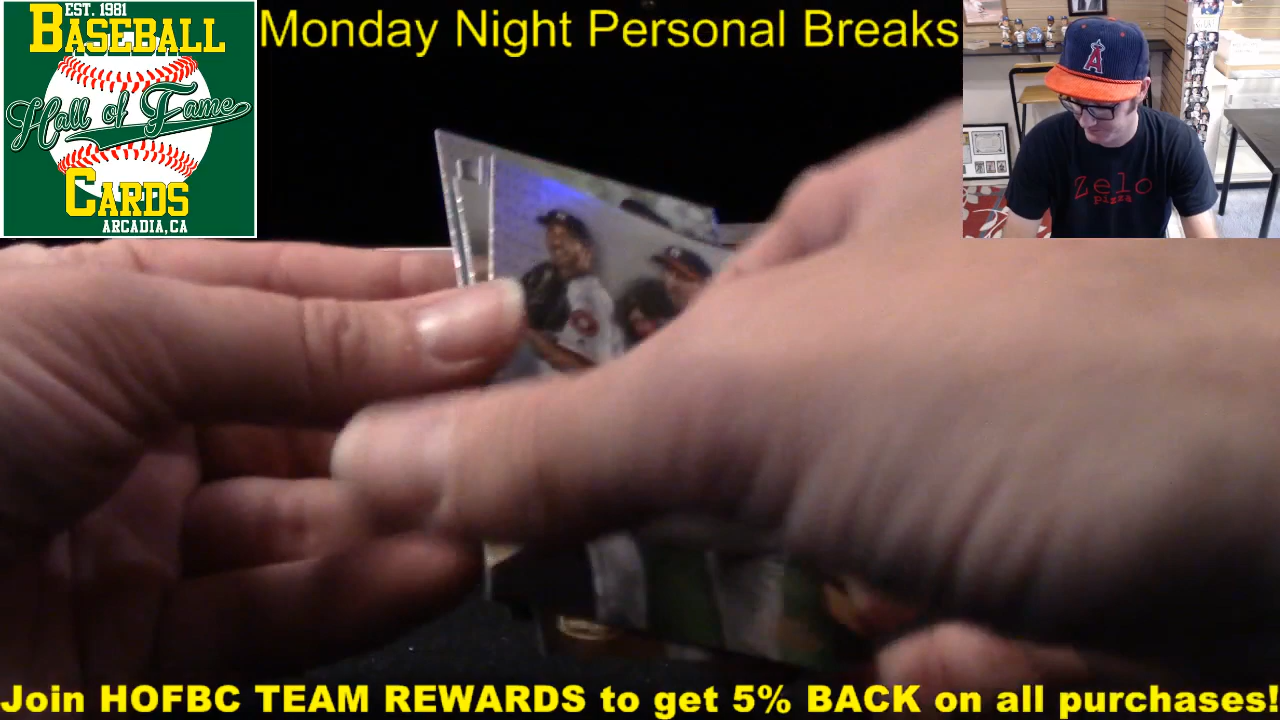 EST. 1981
BASEBALL
Hall of Fame
CARDS
ARCADIA,CA
Monday Night Personal Breaks
A
Zelo
pizza
Join HOFBC TEAM REWARDS to get 5% BACK on all purchases!